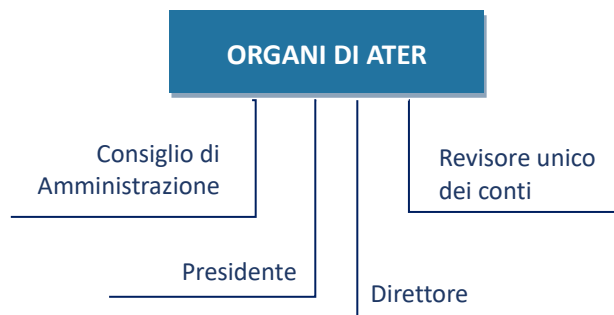 ORGANI DI ATER
Consiglio di
Amministrazione
Revisore unico
dei conti
Presidente
Direttore